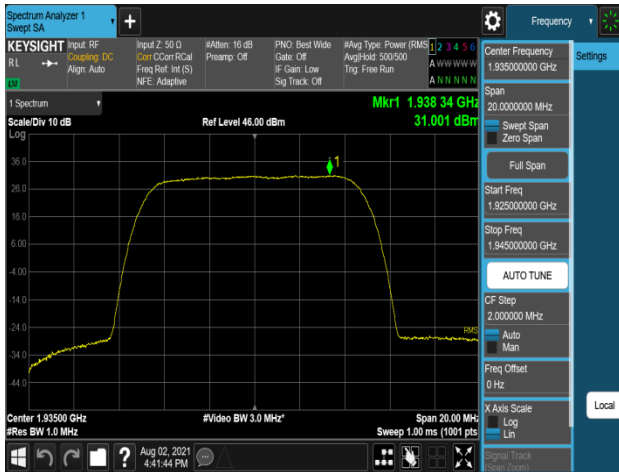 Spectrum Analyzer 1
Swept SA
+
Frequency
KEYSIGHT
RL
LXI
Input: RF
Coupling: DC
Align: Auto
Input Z: 50 Ω
Corr CCorr RCal
Freq Ref: Int (S)
NFE: Adaptive
#Atten: 16 dB
Preamp: Off
PNO: Best Wide
Gate: Off
IF Gain: Low
Sig Track: Off
#Avg Type: Power (RMS
Avg|Hold: 500/500
Trig: Free Run
1 2 3 4 5 6
A W W W W W
A N N N N N
1 Spectrum
Scale/Div 10 dB
Ref Level 46.00 dBm
Mkr1 1.938 34 GHz
31.001 dBm
Log
36.0
26.0
16.0
6.00
-4.00
-14.0
-24.0
-34.0
-44.0
1
RMS
Center 1.93500 GHz
#Res BW 1.0 MHz
#Video BW 3.0 MHz*
Span 20.00 MHz
Sweep 1.00 ms (1001 pts
Aug 02, 2021
4:41:44 PM
?
Center Frequency
1.935000000 GHz
Span
20.0000000 MHz
Swept Span
Zero Span
Full Span
Start Freq
1.925000000 GHz
Stop Freq
1.945000000 GHz
AUTO TUNE
CF Step
2.000000 MHz
Auto
Man
Freq Offset
0 Hz
X Axis Scale
Log
Lin
Signal Track
(Span Zoom)
Settings
Local